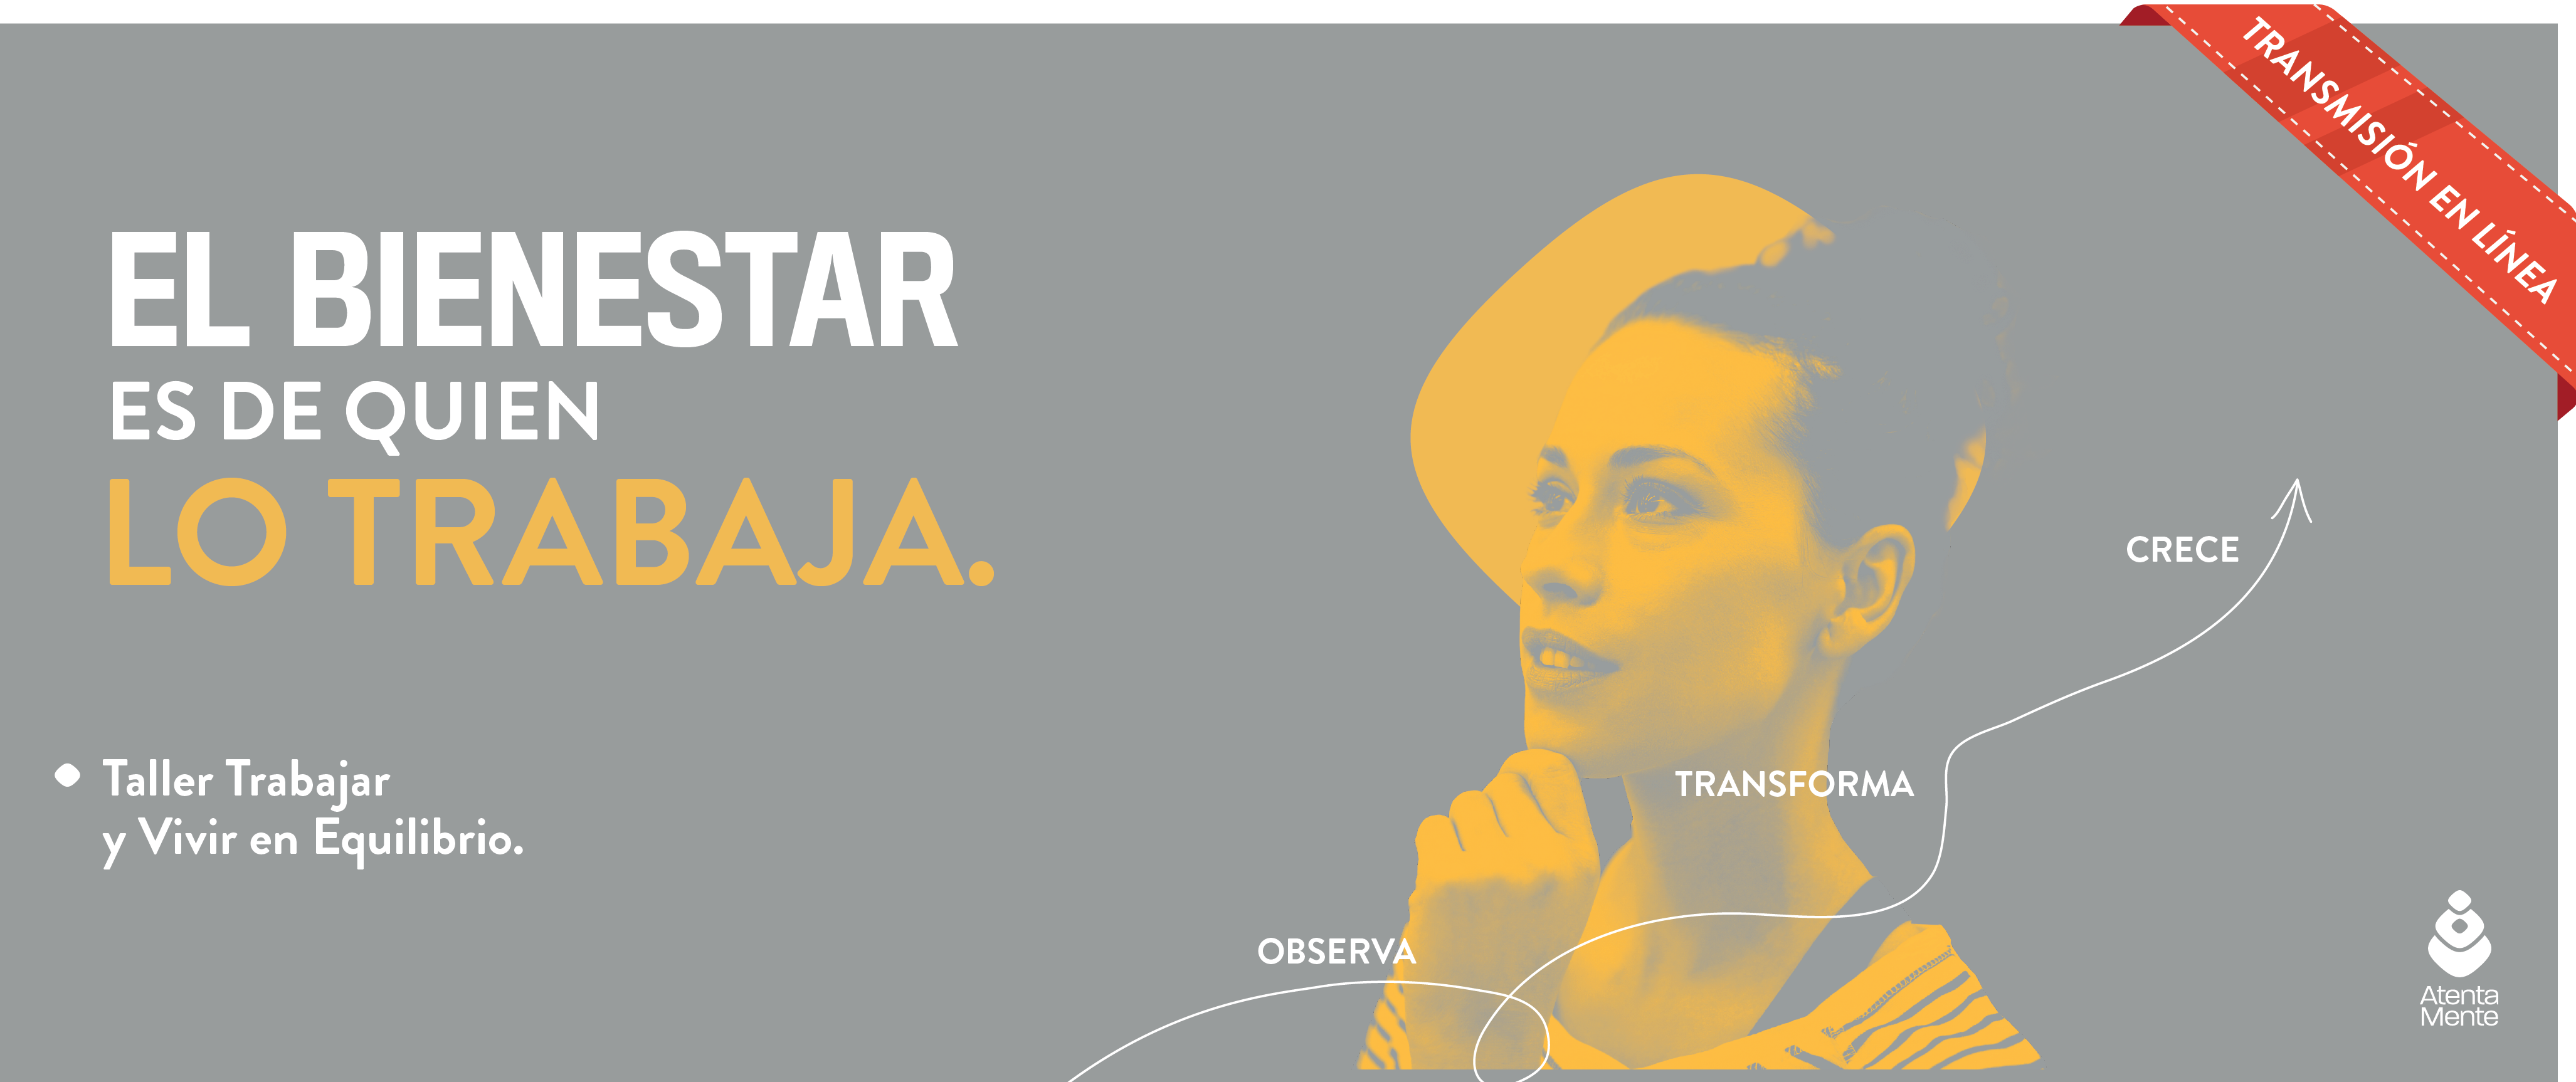 TRANSMISIÓN EN LÍNEA
EL BIENESTAR
ES DE QUIEN
LO TRABAJA.
Taller Trabajar
y Vivir en Equilibrio.
CRECE
TRANSFORMA
OBSERVA
Atenta
Mente